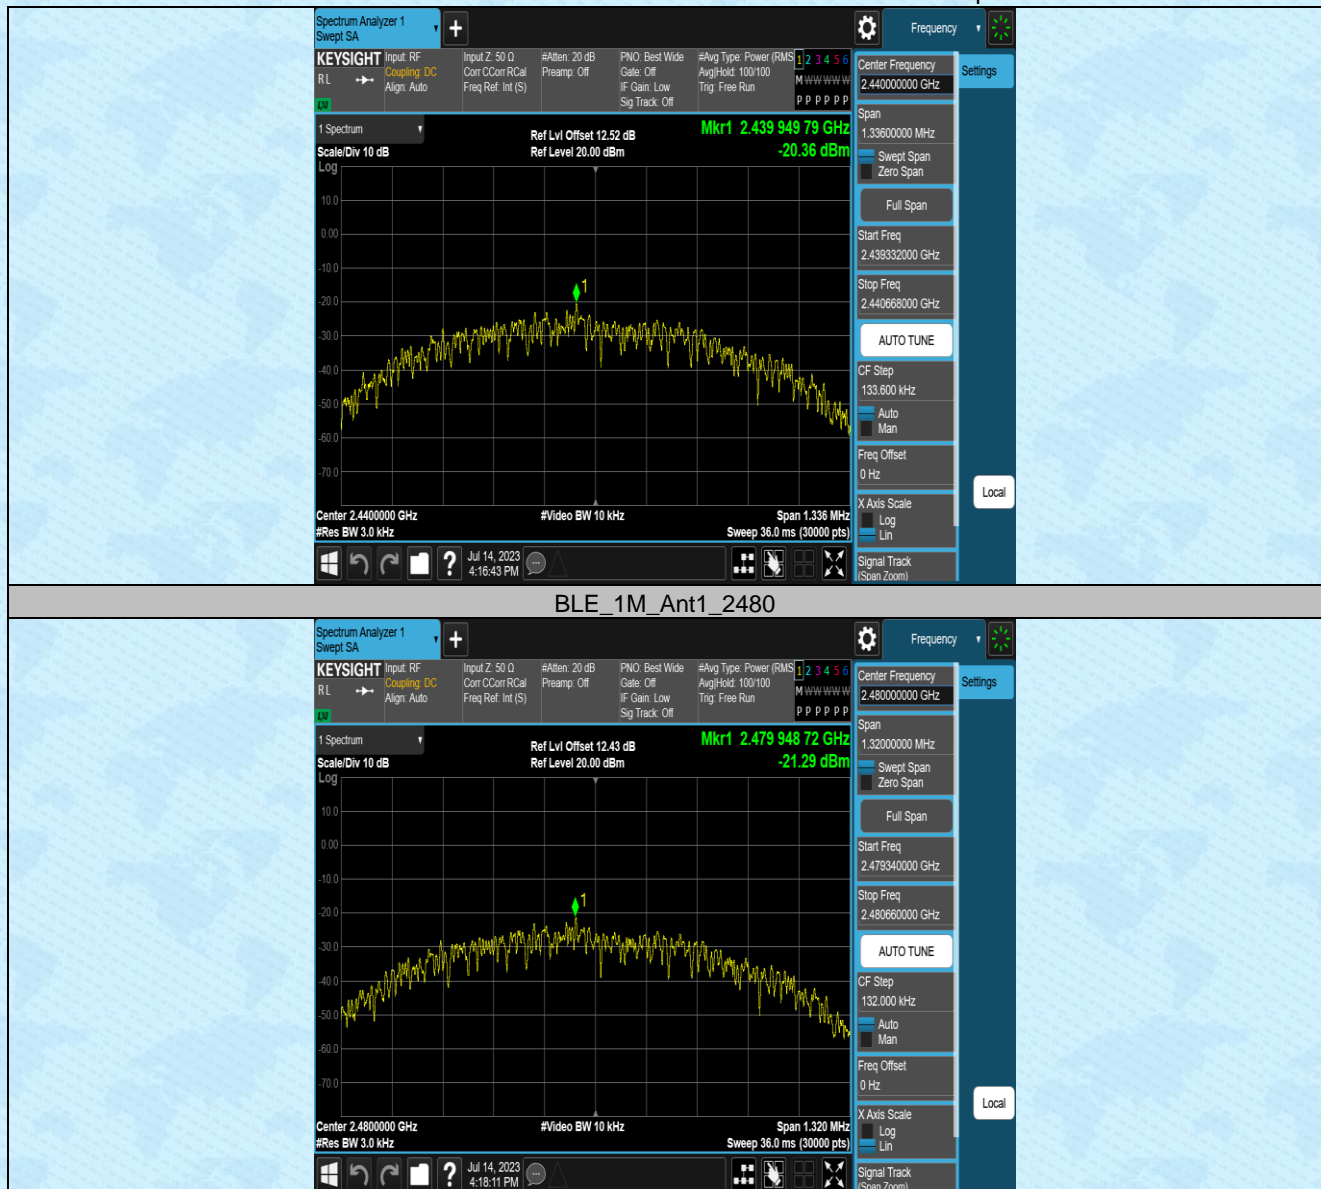 Spectrum Analyzer 1
Swept SA
Frequency
KEYSIGHT
RL
LXI
Input: RF
Coupling: DC
Align: Auto
Input Z: 50 Ω
Corr CCorr RCal
Freq Ref: Int (S)
#Atten: 20 dB
Preamp: Off
PNO: Best Wide
Gate: Off
IF Gain: Low
Sig Track: Off
#Avg Type: Power (RMS
Avg|Hold: 100/100
Trig: Free Run
1 2 3 4 5 6
M W W W W W
P P P P P P
1 Spectrum
Scale/Div 10 dB
Log
Ref Lvl Offset 12.52 dB
Ref Level 20.00 dBm
Mkr1 2.439 949 79 GHz
-20.36 dBm
10.0
0.00
-10.0
-20.0
-30.0
-40.0
-50.0
-60.0
-70.0
1
Center 2.4400000 GHz
#Res BW 3.0 kHz
#Video BW 10 kHz
Span 1.336 MHz
Sweep 36.0 ms (30000 pts)
?
Jul 14, 2023
4:16:43 PM
Center Frequency
2.440000000 GHz
Settings
Span
1.33600000 MHz
Swept Span
Zero Span
Full Span
Start Freq
2.439332000 GHz
Stop Freq
2.440668000 GHz
AUTO TUNE
CF Step
133.600 kHz
Auto
Man
Freq Offset
0 Hz
X Axis Scale
Log
Lin
Signal Track
(Span Zoom)
Local
BLE_1M_Ant1_2480
Spectrum Analyzer 1
Swept SA
Frequency
KEYSIGHT
RL
LXI
Input: RF
Coupling: DC
Align: Auto
Input Z: 50 Ω
Corr CCorr RCal
Freq Ref: Int (S)
#Atten: 20 dB
Preamp: Off
PNO: Best Wide
Gate: Off
IF Gain: Low
Sig Track: Off
#Avg Type: Power (RMS
Avg|Hold: 100/100
Trig: Free Run
1 2 3 4 5 6
M W W W W W
P P P P P P
1 Spectrum
Scale/Div 10 dB
Log
Ref Lvl Offset 12.43 dB
Ref Level 20.00 dBm
Mkr1 2.479 948 72 GHz
-21.29 dBm
10.0
0.00
-10.0
-20.0
-30.0
-40.0
-50.0
-60.0
-70.0
1
Center 2.4800000 GHz
#Res BW 3.0 kHz
#Video BW 10 kHz
Span 1.320 MHz
Sweep 36.0 ms (30000 pts)
?
Jul 14, 2023
4:18:11 PM
Center Frequency
2.480000000 GHz
Settings
Span
1.32000000 MHz
Swept Span
Zero Span
Full Span
Start Freq
2.479340000 GHz
Stop Freq
2.480660000 GHz
AUTO TUNE
CF Step
132.000 kHz
Auto
Man
Freq Offset
0 Hz
X Axis Scale
Log
Lin
Signal Track
(Span Zoom)
Local